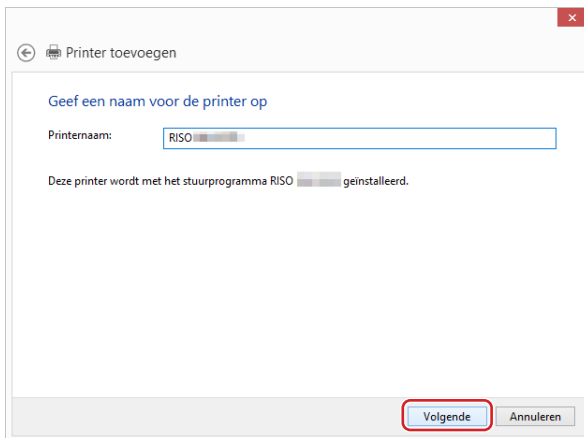 Printer toevoegen
Geef een naam voor de printer op
Printernaam: RISO
Deze printer wordt met het stuurprogramma RISO geïnstalleerd.
Volgende Annuleren